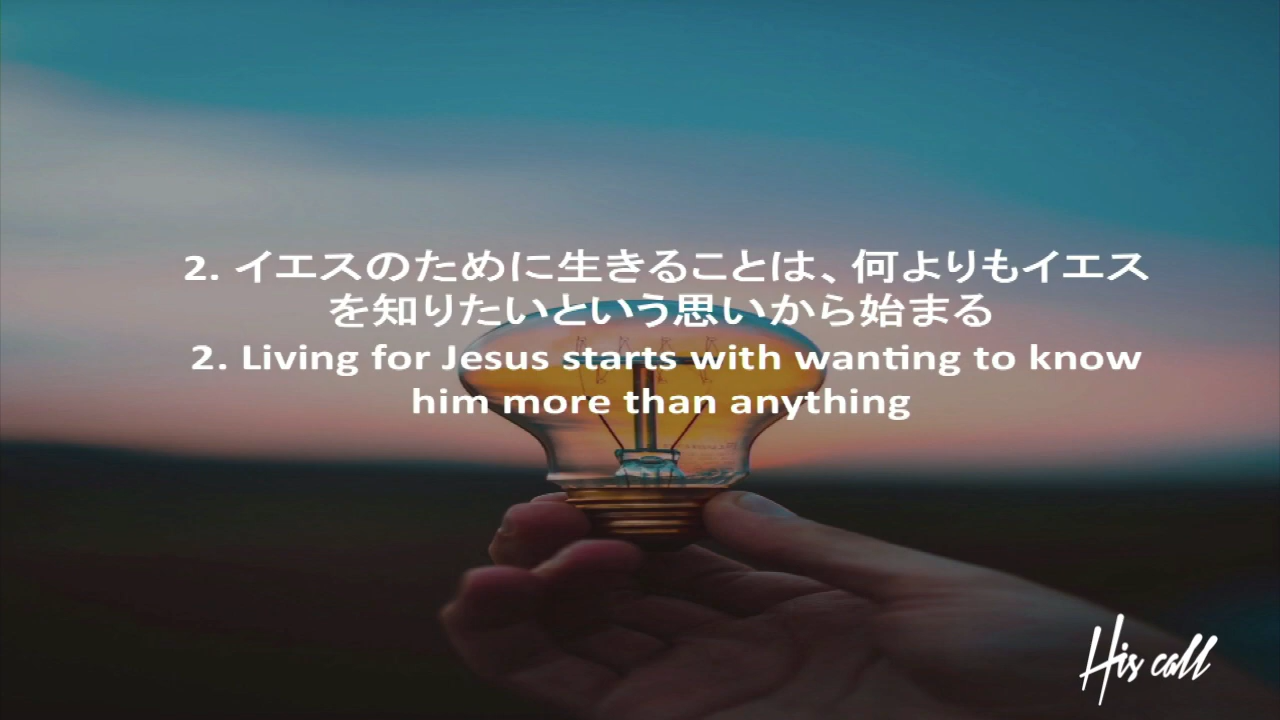 2. イエスのために生きることは、何よりもイエス
を知りたいという思いから始まる
2. Living for Jesus starts with wanting to know
him more than anything
His call